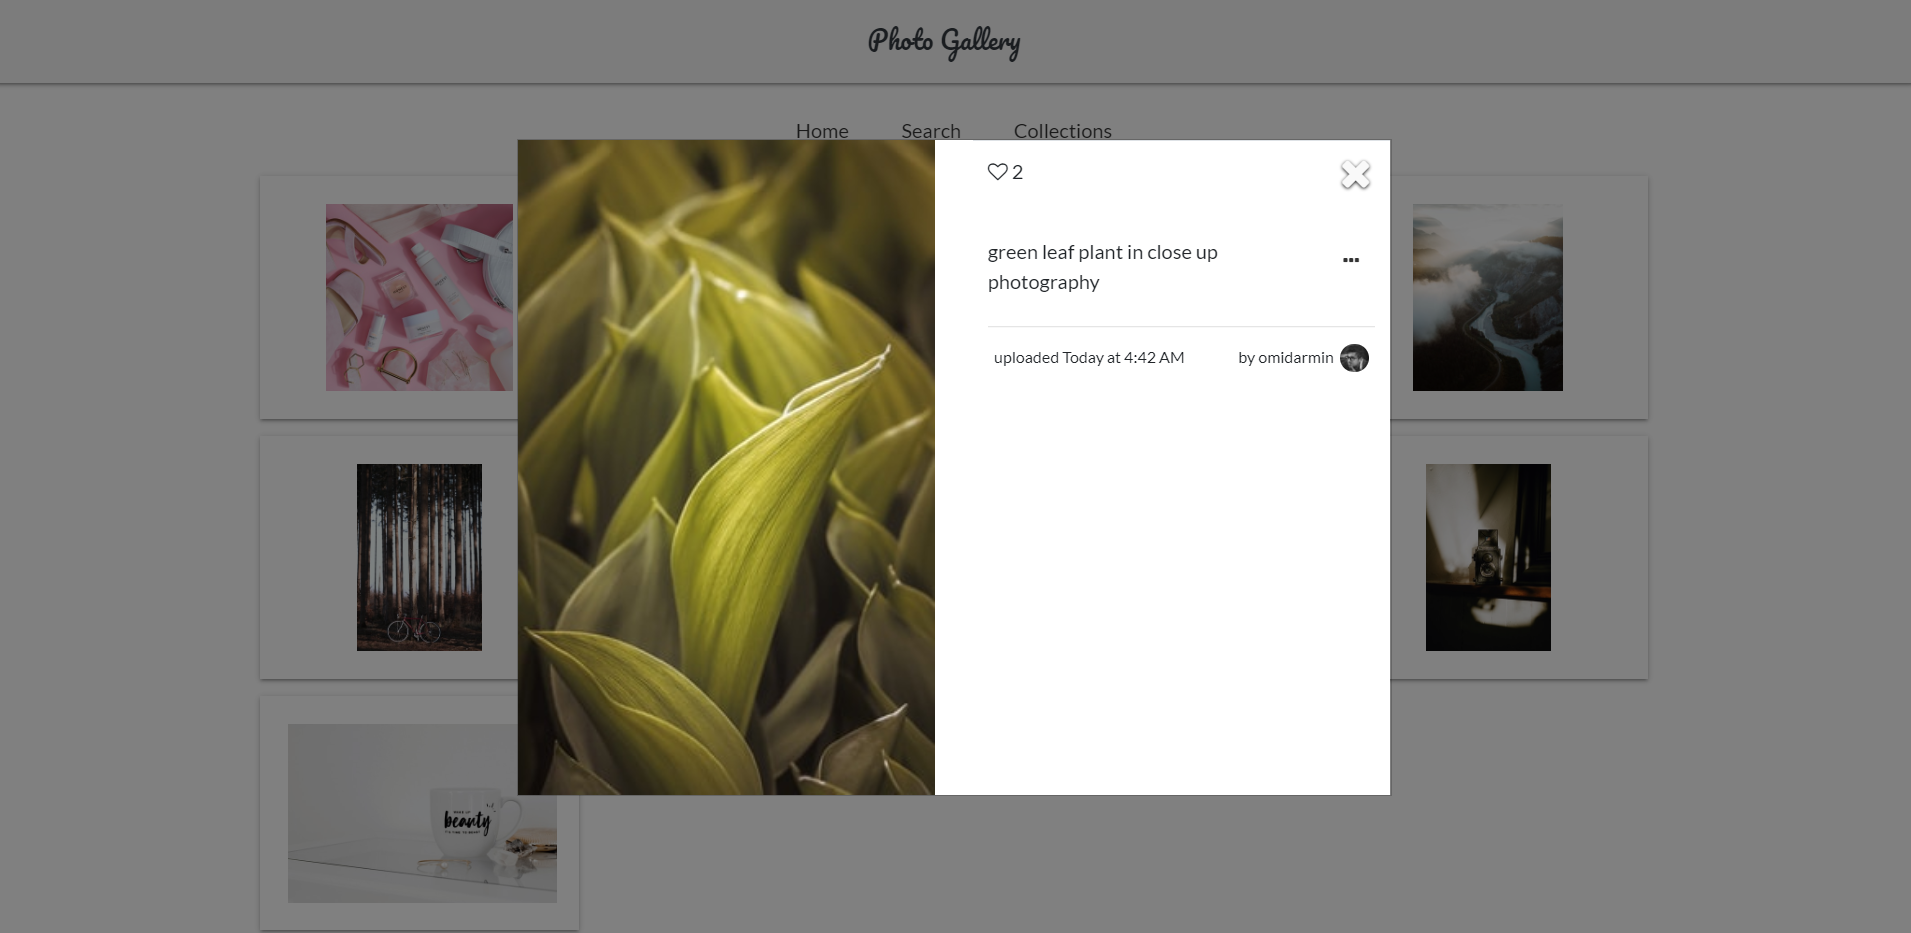 Photo Gallery
Home Search Collections
2
green leaf plant in close up
photography
uploaded Today at 4:42 AM by omidarmin
beauty